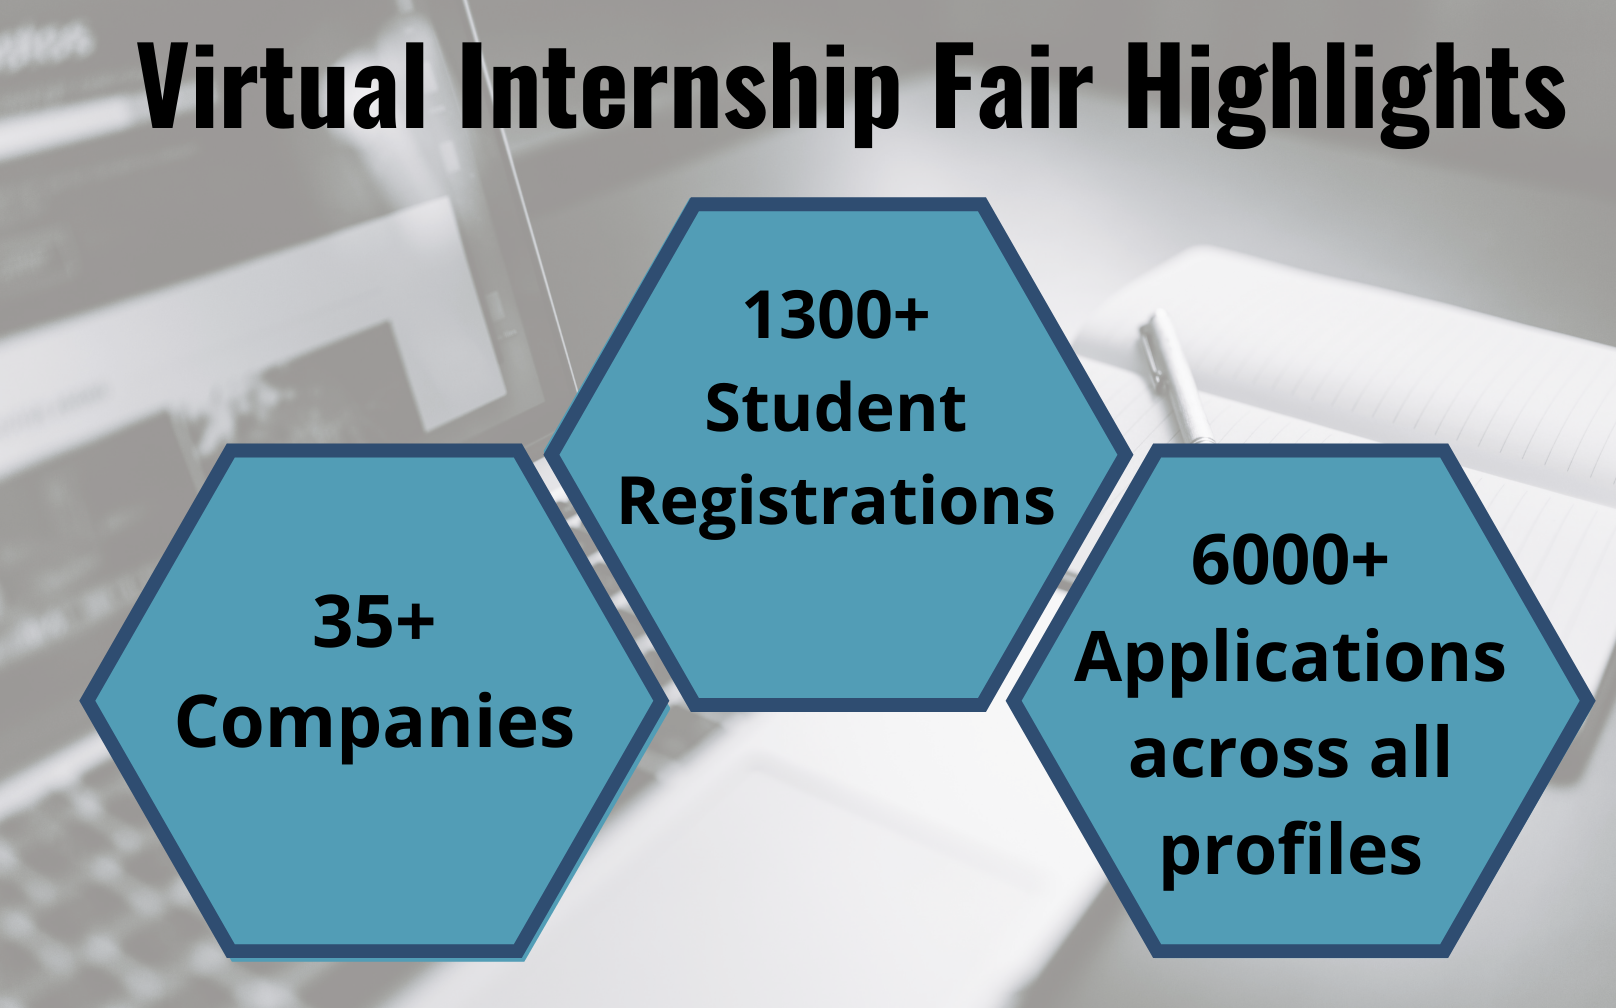 Virtual Internship Fair Highlights
1300+
Student
Registrations
35+
Companies
6000+
Applications
across all
profiles